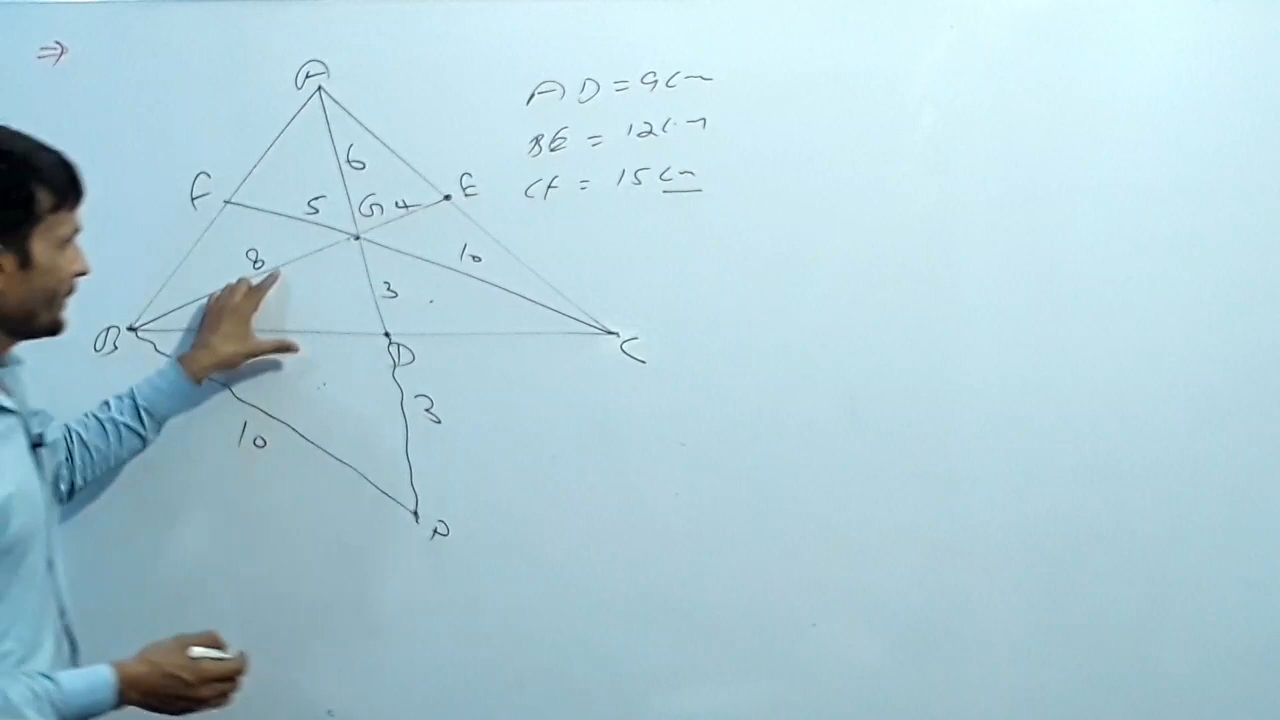 ⇒
A
AD = 9cm
BE = 12cm
CF = 15cm
6
F
5
G
4
E
8
10
3
B
D
C
3
10
P